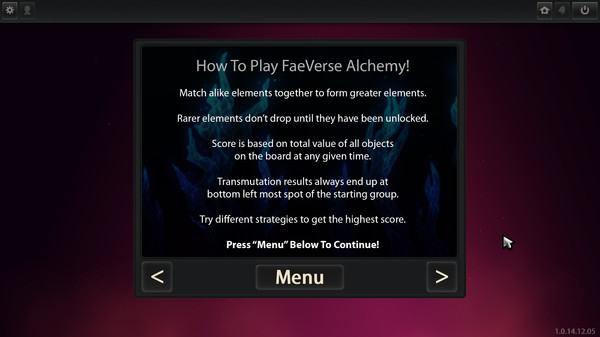 How To Play FaeVerse Alchemy!
Match alike elements together to form greater elements.
Rarer elements don't drop until they have been unlocked.
Score is based on total value of all objects
on the board at any given time.
Transmutation results always end up at
bottom left most spot of the starting group.
Try different strategies to get the highest score.
Press “Menu” Below To Continue!
< Menu >
1.0.14.12.05